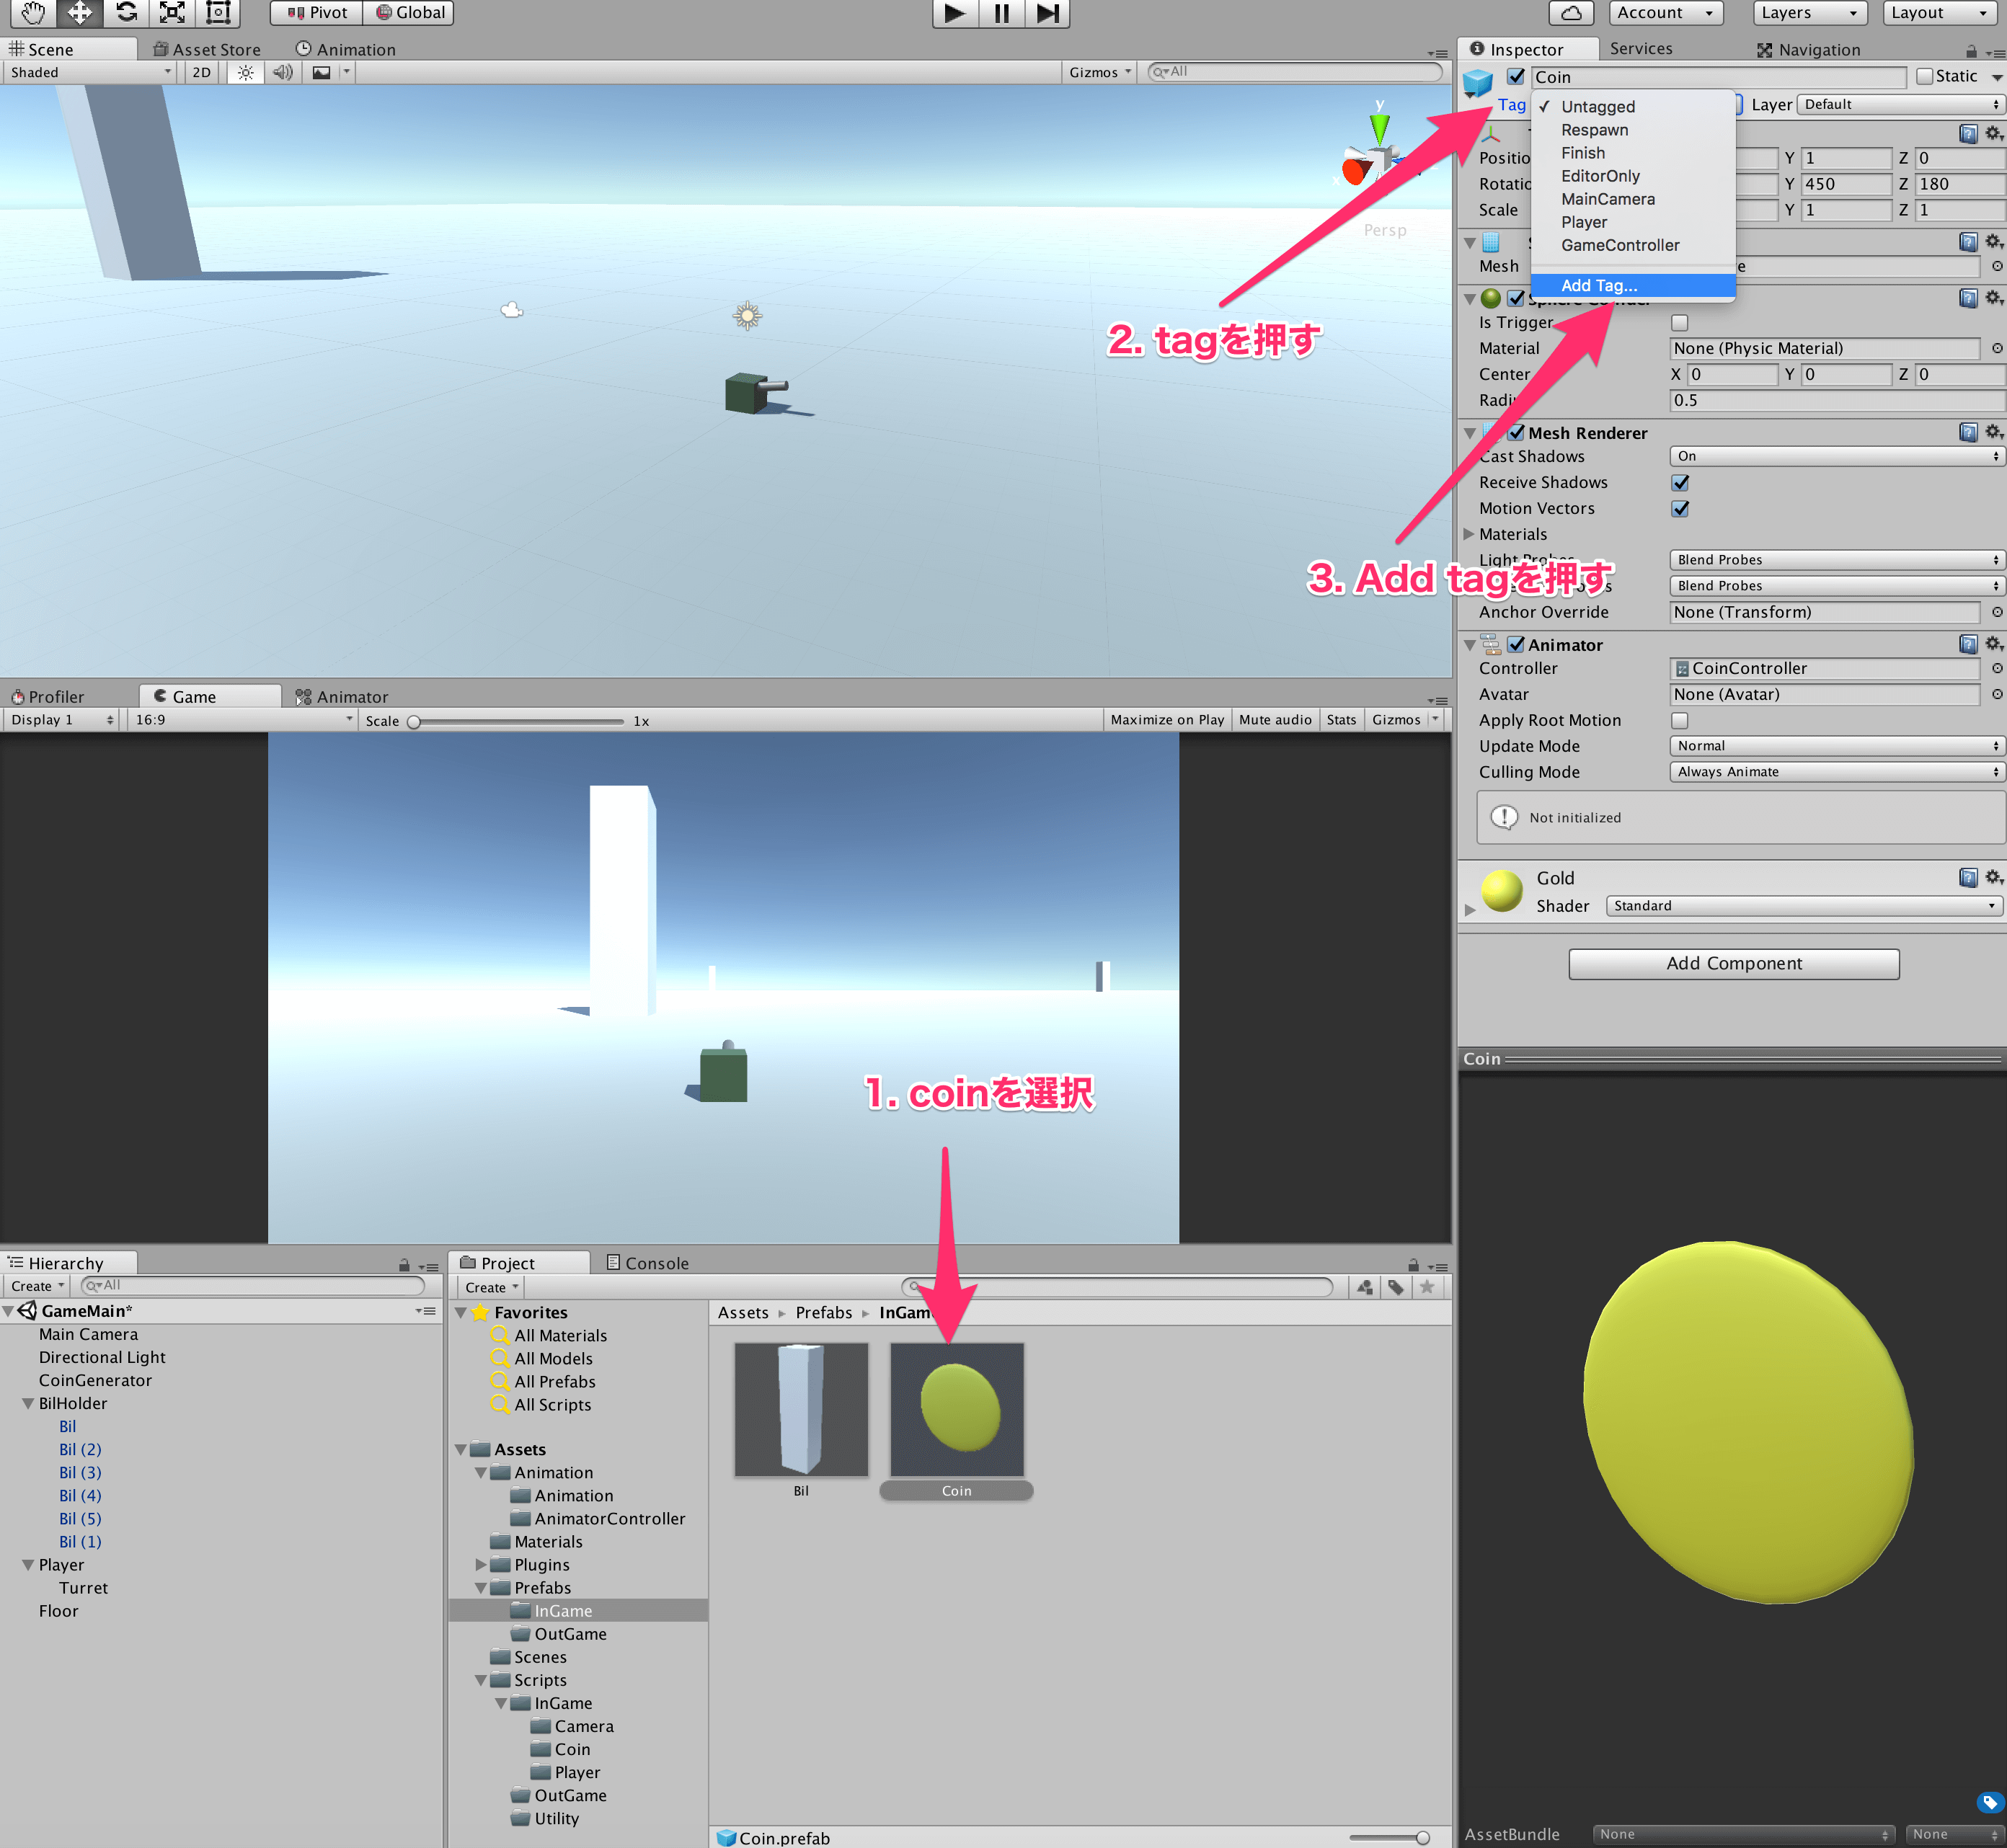 Pivot Global
Account Layers Layout
Scene Asset Store Animation
Shaded 2D Gizmos All
Persp
y
x
2. tagを押す
3. Add tagを押す
Inspector Services Navigation
Coin Static
Tag Layer Default
Untagged
Respawn
Finish
EditorOnly
MainCamera
Player
GameController
Add Tag...
Positio Y 1 Z 0
Rotatio Y 450 Z 180
Scale Y 1 Z 1
Mesh
Is Trigger
Material None (Physic Material)
Center X 0 Y 0 Z 0
Radi 0.5
Mesh Renderer
Cast Shadows On
Receive Shadows
Motion Vectors
Materials
Light Probes Blend Probes
Blend Probes
Anchor Override None (Transform)
Animator
Controller CoinController
Avatar None (Avatar)
Apply Root Motion
Update Mode Normal
Culling Mode Always Animate
Not initialized
Gold
Shader Standard
Add Component
Coin
AssetBundle None None
Profiler Game Animator
Display 1 16:9 Scale 1x Maximize on Play Mute audio Stats Gizmos
1. coinを選択
Hierarchy
Create All
GameMain*
Main Camera
Directional Light
CoinGenerator
BilHolder
Bil
Bil (2)
Bil (3)
Bil (4)
Bil (5)
Bil (1)
Player
Turret
Floor
Project Console
Create
Favorites
All Materials
All Models
All Prefabs
All Scripts
Assets
Animation
Animation
AnimatorController
Materials
Plugins
Prefabs
InGame
OutGame
Scenes
Scripts
InGame
Camera
Coin
Player
OutGame
Utility
Assets Prefabs InGam
Bil Coin
Coin.prefab